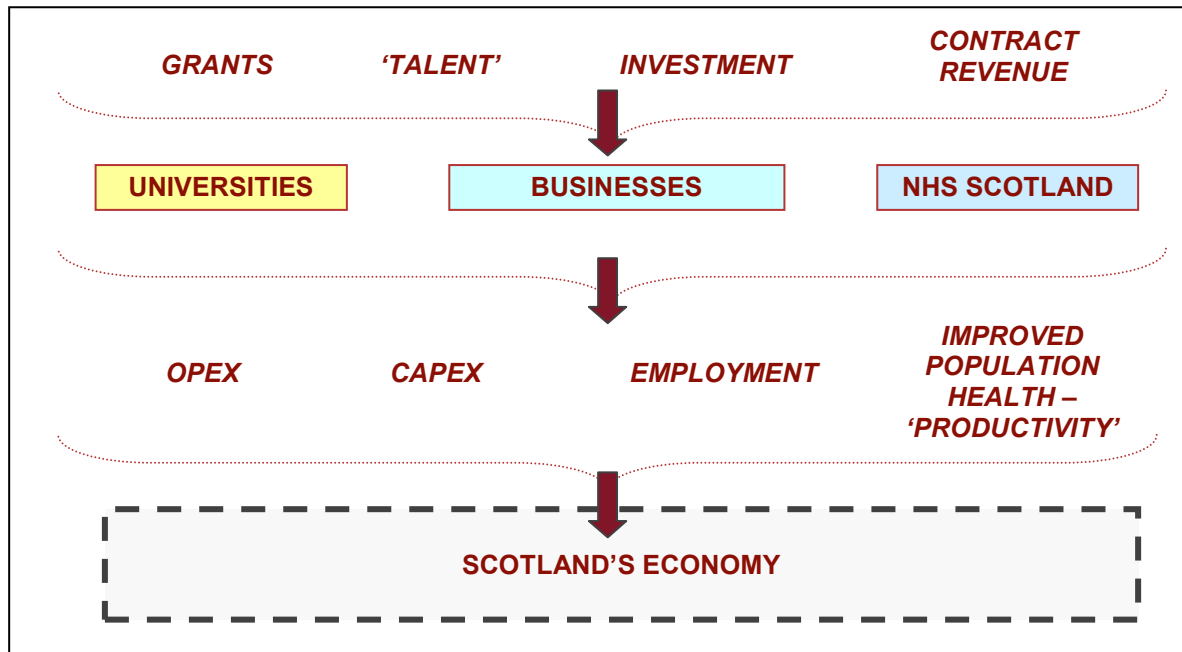 GRANTS
‘TALENT’
INVESTMENT
CONTRACT
REVENUE
UNIVERSITIES
BUSINESSES
NHS SCOTLAND
OPEX
CAPEX
EMPLOYMENT
IMPROVED
POPULATION
HEALTH –
‘PRODUCTIVITY’
SCOTLAND’S ECONOMY